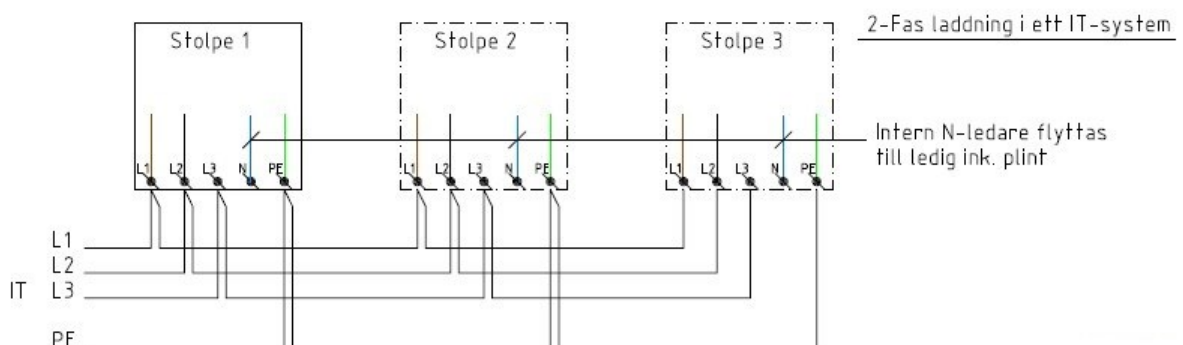 2-Fas laddning i ett IT-system
Stolpe 1
Stolpe 2
Stolpe 3
Intern N-ledare flyttas
till ledig ink. plint
L1 L2 L3 N PE
L1 L2 L3 N PE
L1 L2 L3 N PE
L1
L2
IT L3
PE